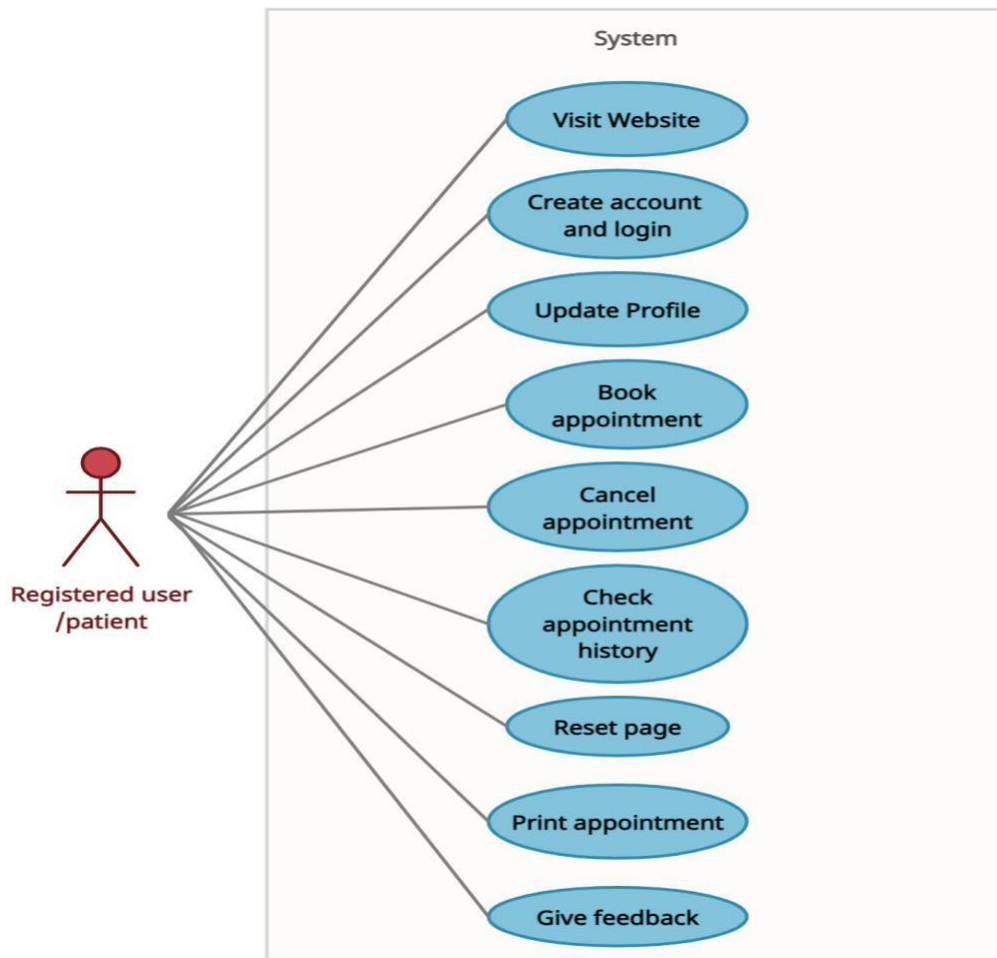 System
Visit Website
Create account
and login
Update Profile
Book
appointment
Cancel
appointment
Registered user
/patient
Check
appointment
history
Reset page
Print appointment
Give feedback